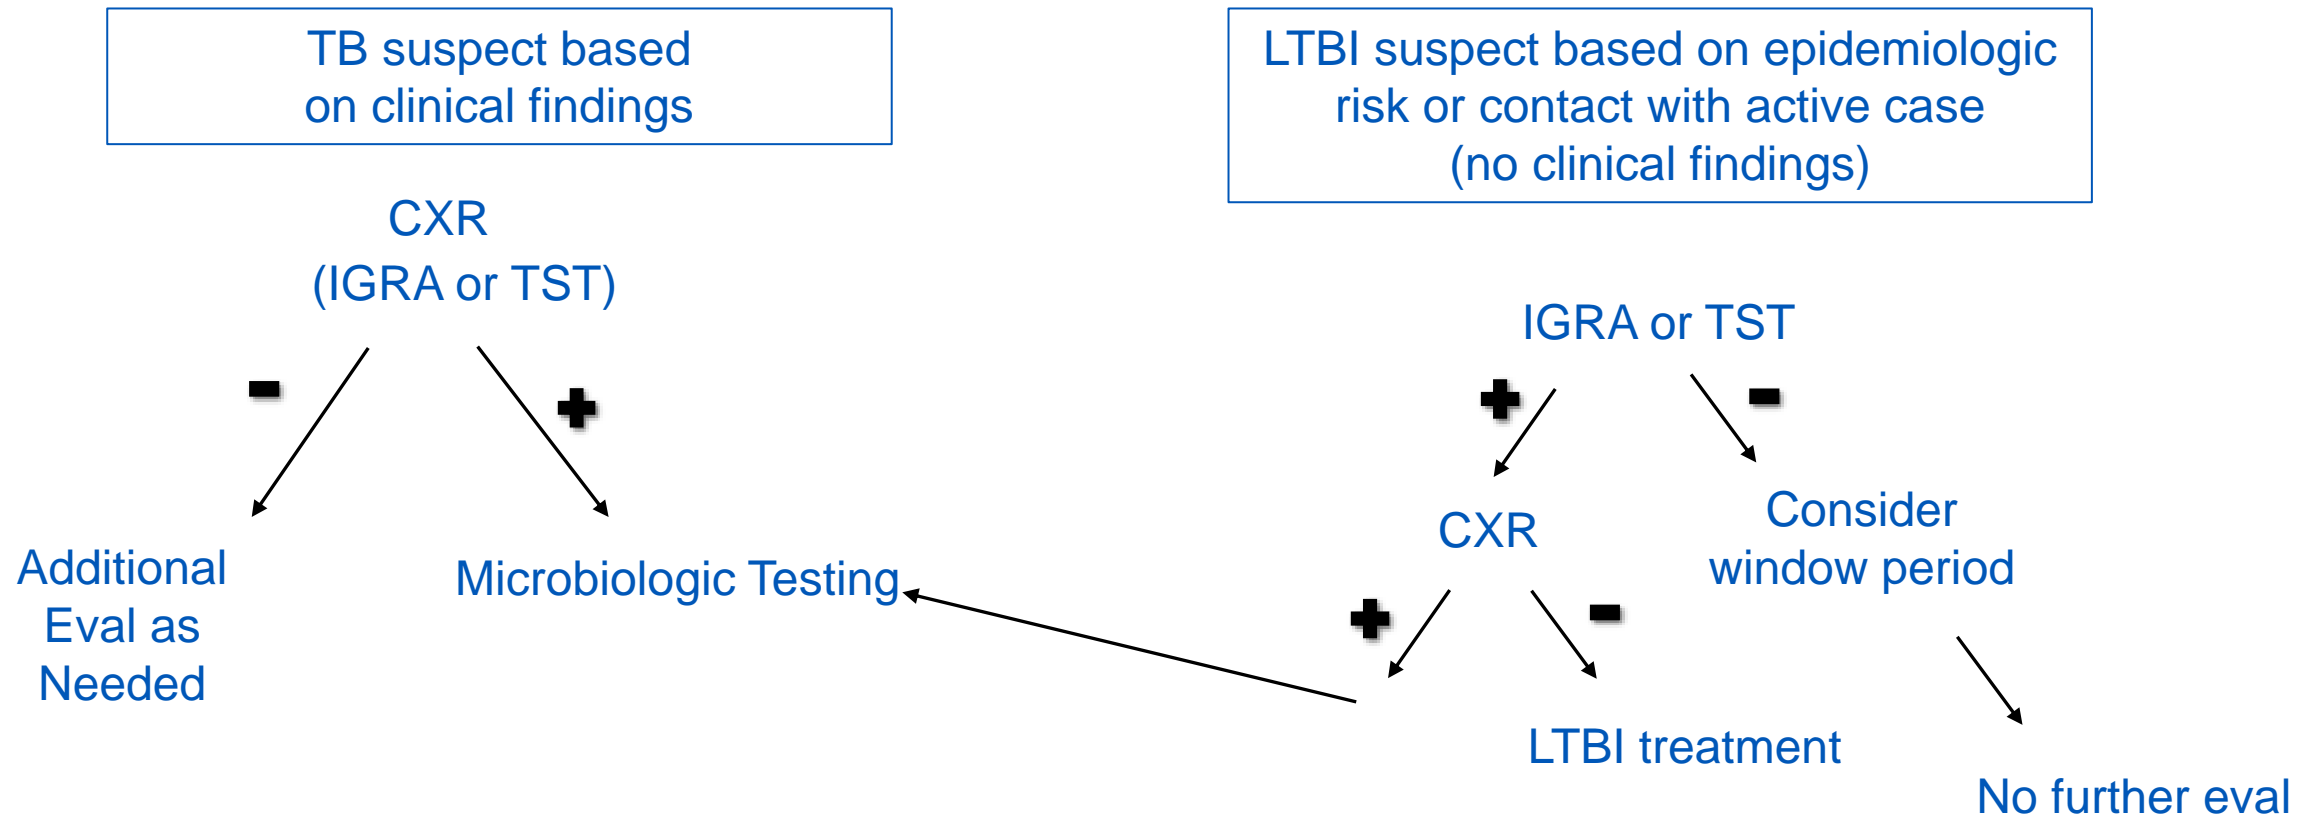 TB suspect based
on clinical findings
CXR
(IGRA or TST)
-
+
Additional
Eval as
Needed
Microbiologic Testing
LTBI suspect based on epidemiologic
risk or contact with active case
(no clinical findings)
IGRA or TST
+
-
CXR
Consider
window period
+
-
LTBI treatment
No further eval